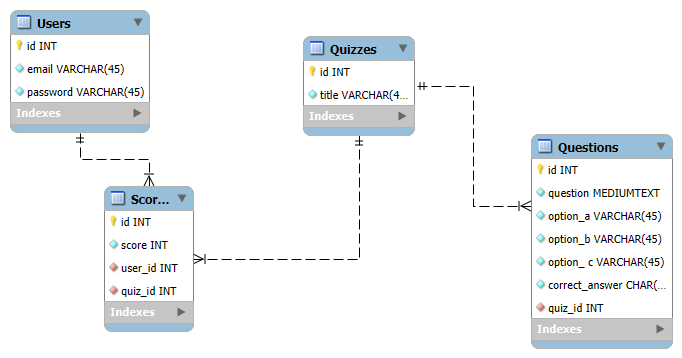 Users
id INT
email VARCHAR(45)
password VARCHAR(45)
Indexes
Quizzes
id INT
title VARCHAR(4...
Indexes
Scor...
id INT
score INT
user_id INT
quiz_id INT
Indexes
Questions
id INT
question MEDIUMTEXT
option_a VARCHAR(45)
option_b VARCHAR(45)
option_ c VARCHAR(45)
correct_answer CHAR(...
quiz_id INT
Indexes